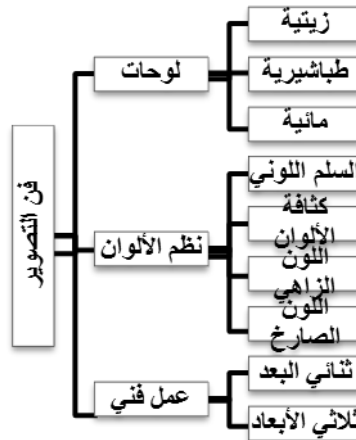 فن التصوير
لوحات
زيتية
طباشيرية
مائية
نظم الألوان
السلم اللوني
كثافة
الألوان
اللون
الزاهي
اللون
الصارخ
عمل فني
ثنائي البعد
ثلاثي الأبعاد